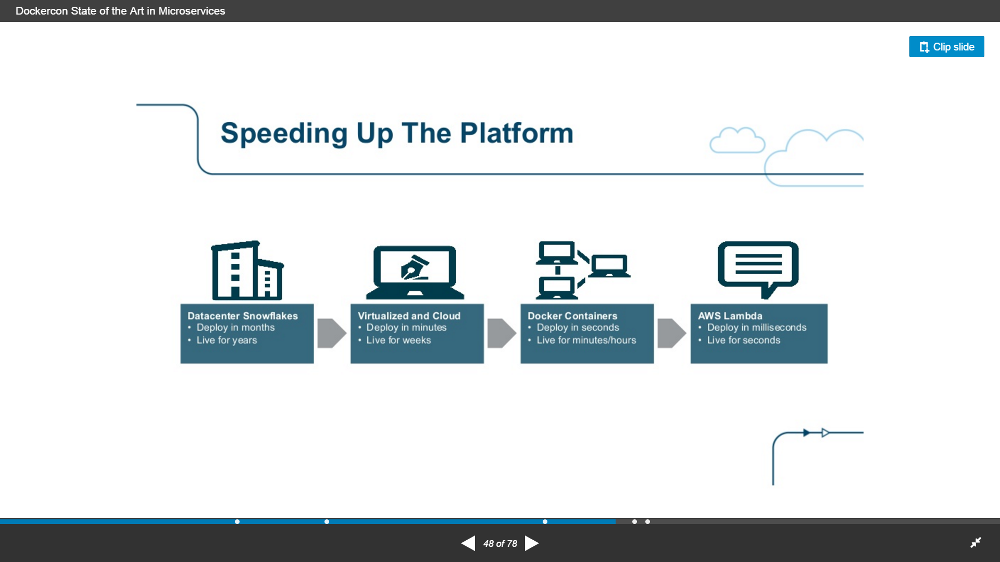 Dockercon State of the Art in Microservices
Clip slide
Speeding Up The Platform
Datacenter Snowflakes
• Deploy in months
• Live for years
Virtualized and Cloud
• Deploy in minutes
• Live for weeks
Docker Containers
• Deploy in seconds
• Live for minutes/hours
AWS Lambda
• Deploy in milliseconds
• Live for seconds
48 of 78